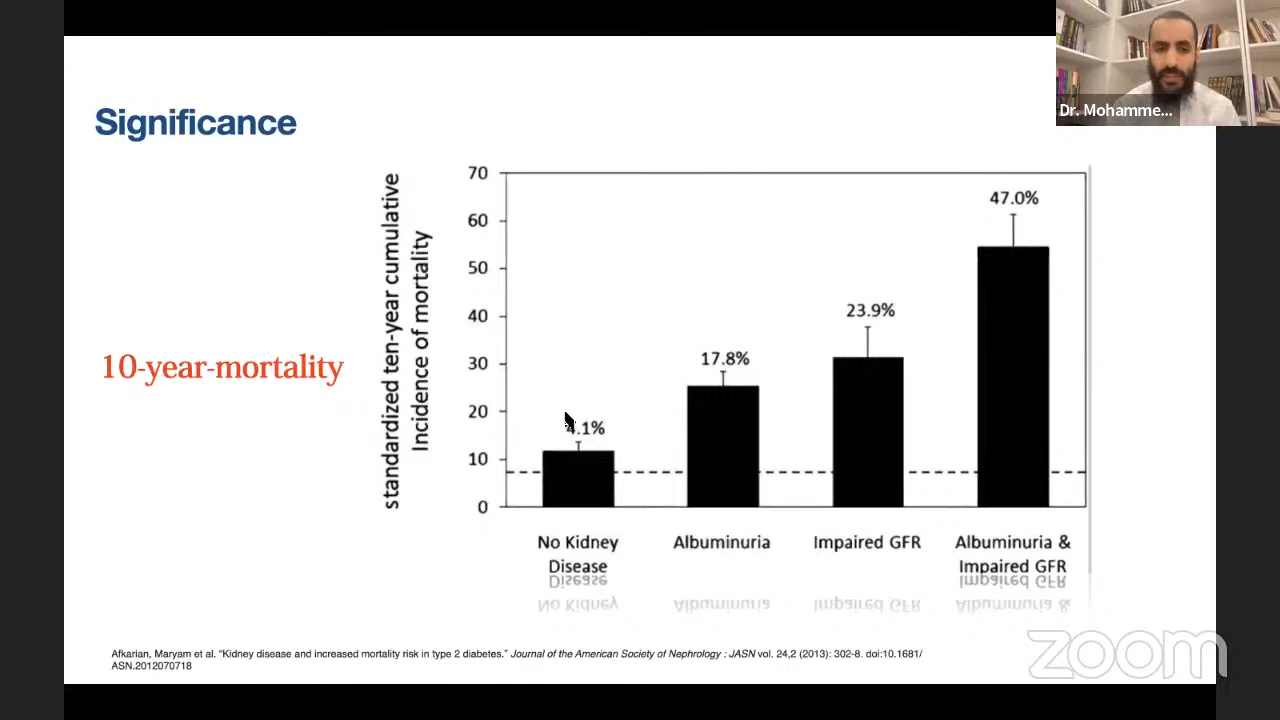 Dr. Mohamme...
Significance
10-year-mortality
standardized ten-year cumulative
Incidence of mortality
70
60
50
40
30
20
10
0
4.1%
17.8%
23.9%
47.0%
No Kidney
Disease
Albuminuria
Impaired GFR
Albuminuria &
Impaired GFR
Afkarian, Maryam et al. “Kidney disease and increased mortality risk in type 2 diabetes.” Journal of the American Society of Nephrology : JASN vol. 24,2 (2013): 302-8. doi:10.1681/
ASN.2012070718
zoom